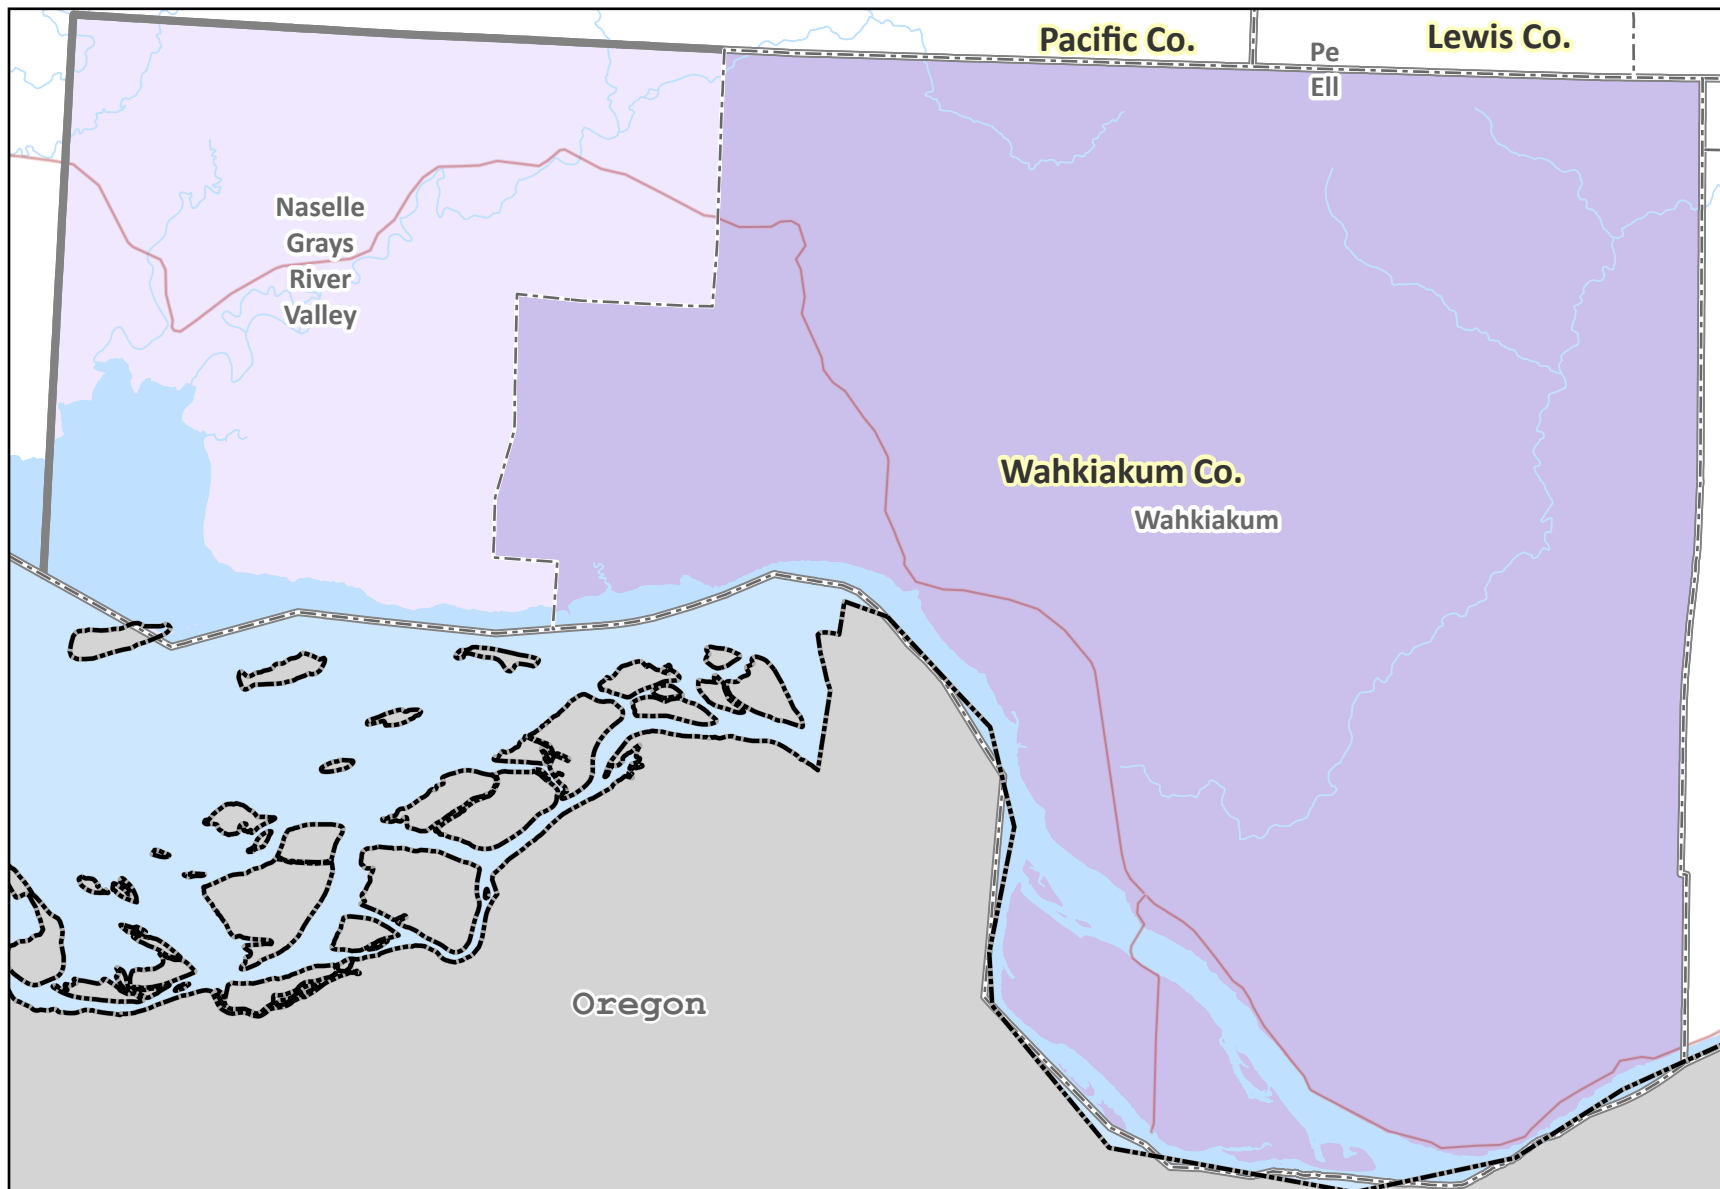 Pacific Co.
Lewis Co.
Pe
Ell
Naselle
Grays
River
Valley
Wahkiakum Co.
Wahkiakum
Oregon